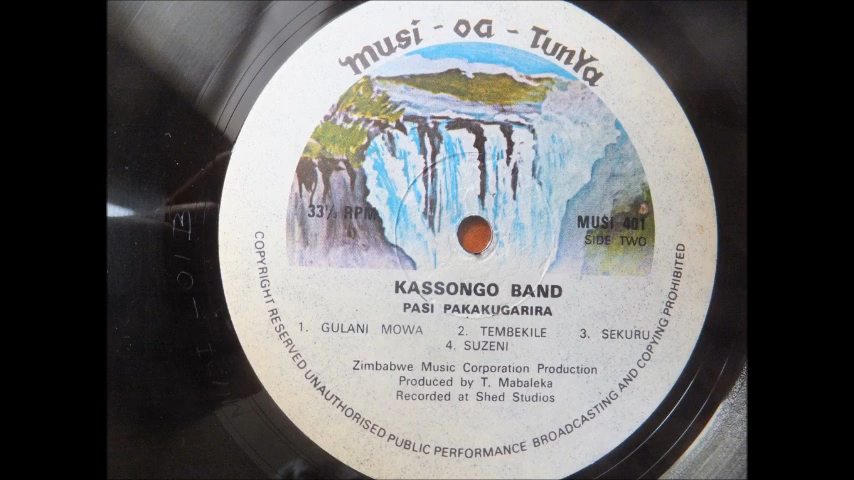 musi - oa - TunYa
33⅓ RPM
MUSI 401
SIDE TWO
KASSONGO BAND
PASI PAKAKUGARIRA
1. GULANI MOWA 2. TEMBEKILE 3. SEKURU
4. SUZENI
Zimbabwe Music Corporation Production
Produced by T. Mabaleka
Recorded at Shed Studios
COPYRIGHT RESERVED UNAUTHORISED PUBLIC PERFORMANCE BROADCASTING AND COPYING PROHIBITED